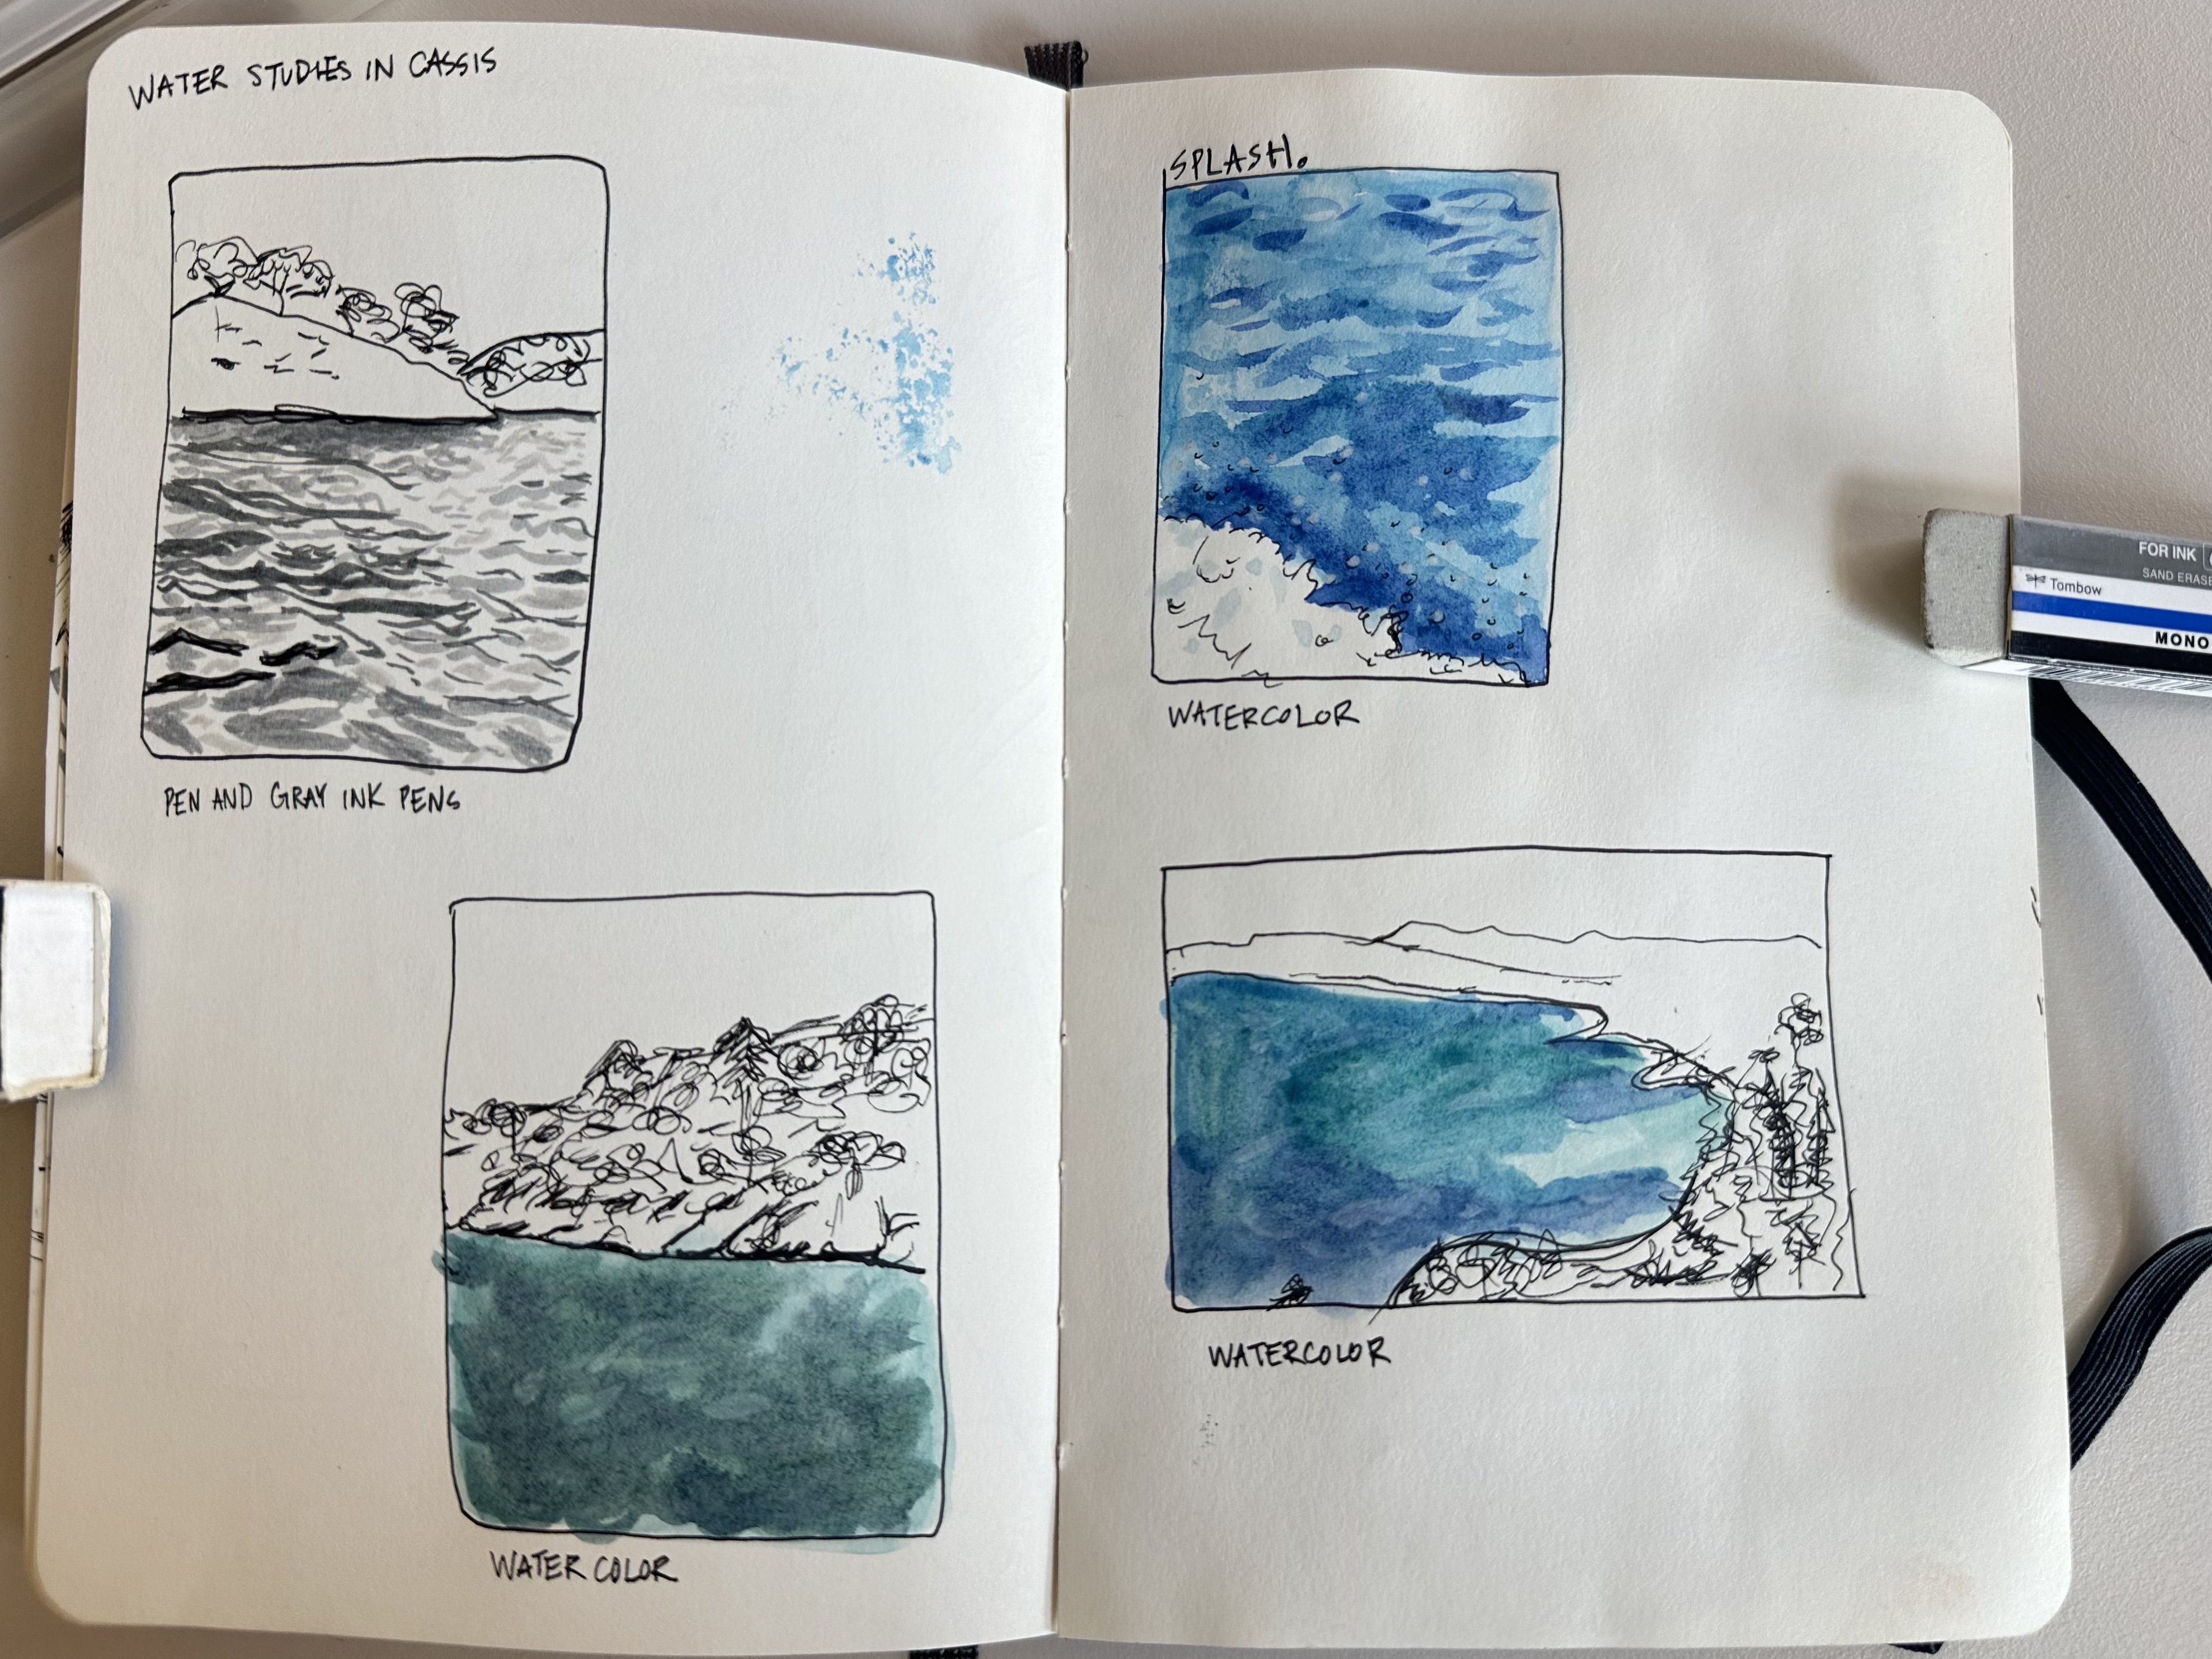 WATER STUDIES IN CASSIS
PEN AND GRAY INK PENS
WATER COLOR
SPLASH.
WATERCOLOR
WATERCOLOR
FOR INK
SAND ERASE
Tombow
MONO